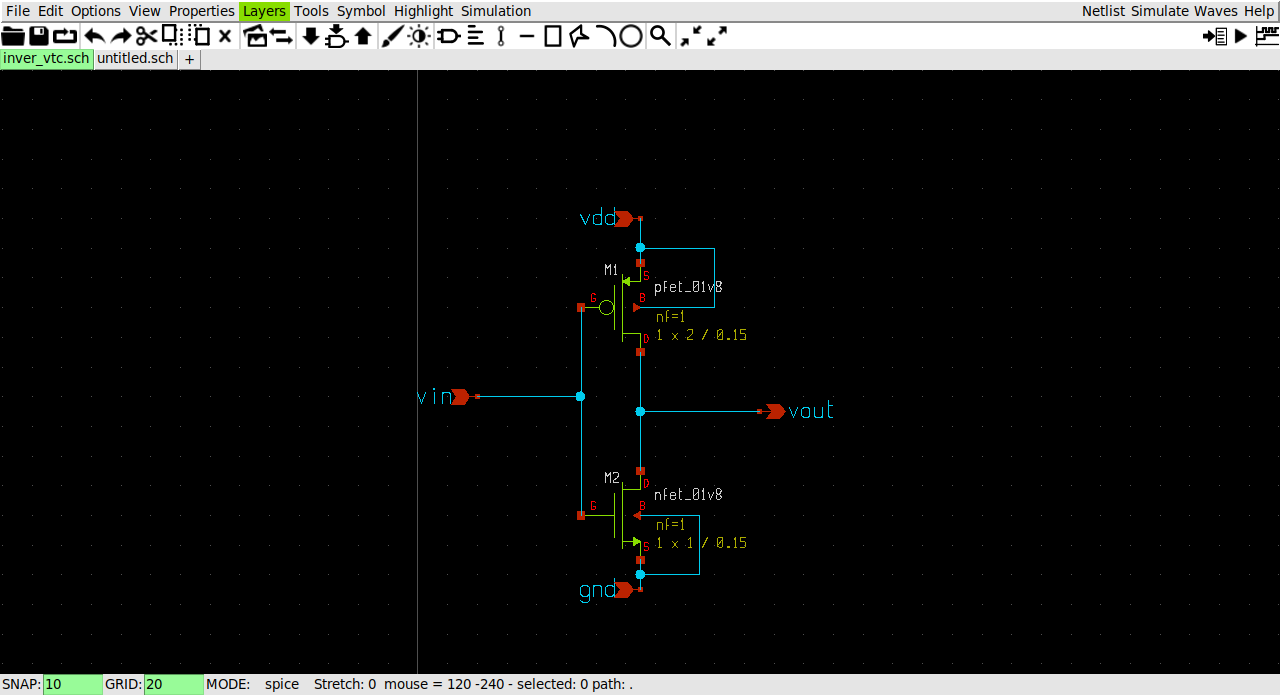 File Edit Options View Properties Layers Tools Symbol Highlight Simulation Netlist Simulate Waves Help
inver_vtc.sch untitled.sch +
vdd
M1
S
pfet_01v8
G B
nf=1
1 x 2 / 0.15
D
vin
vout
M2
D
nfet_01v8
G B
nf=1
1 x 1 / 0.15
S
gnd
SNAP: 10 GRID: 20 MODE: spice Stretch: 0 mouse = 120 -240 - selected: 0 path: .